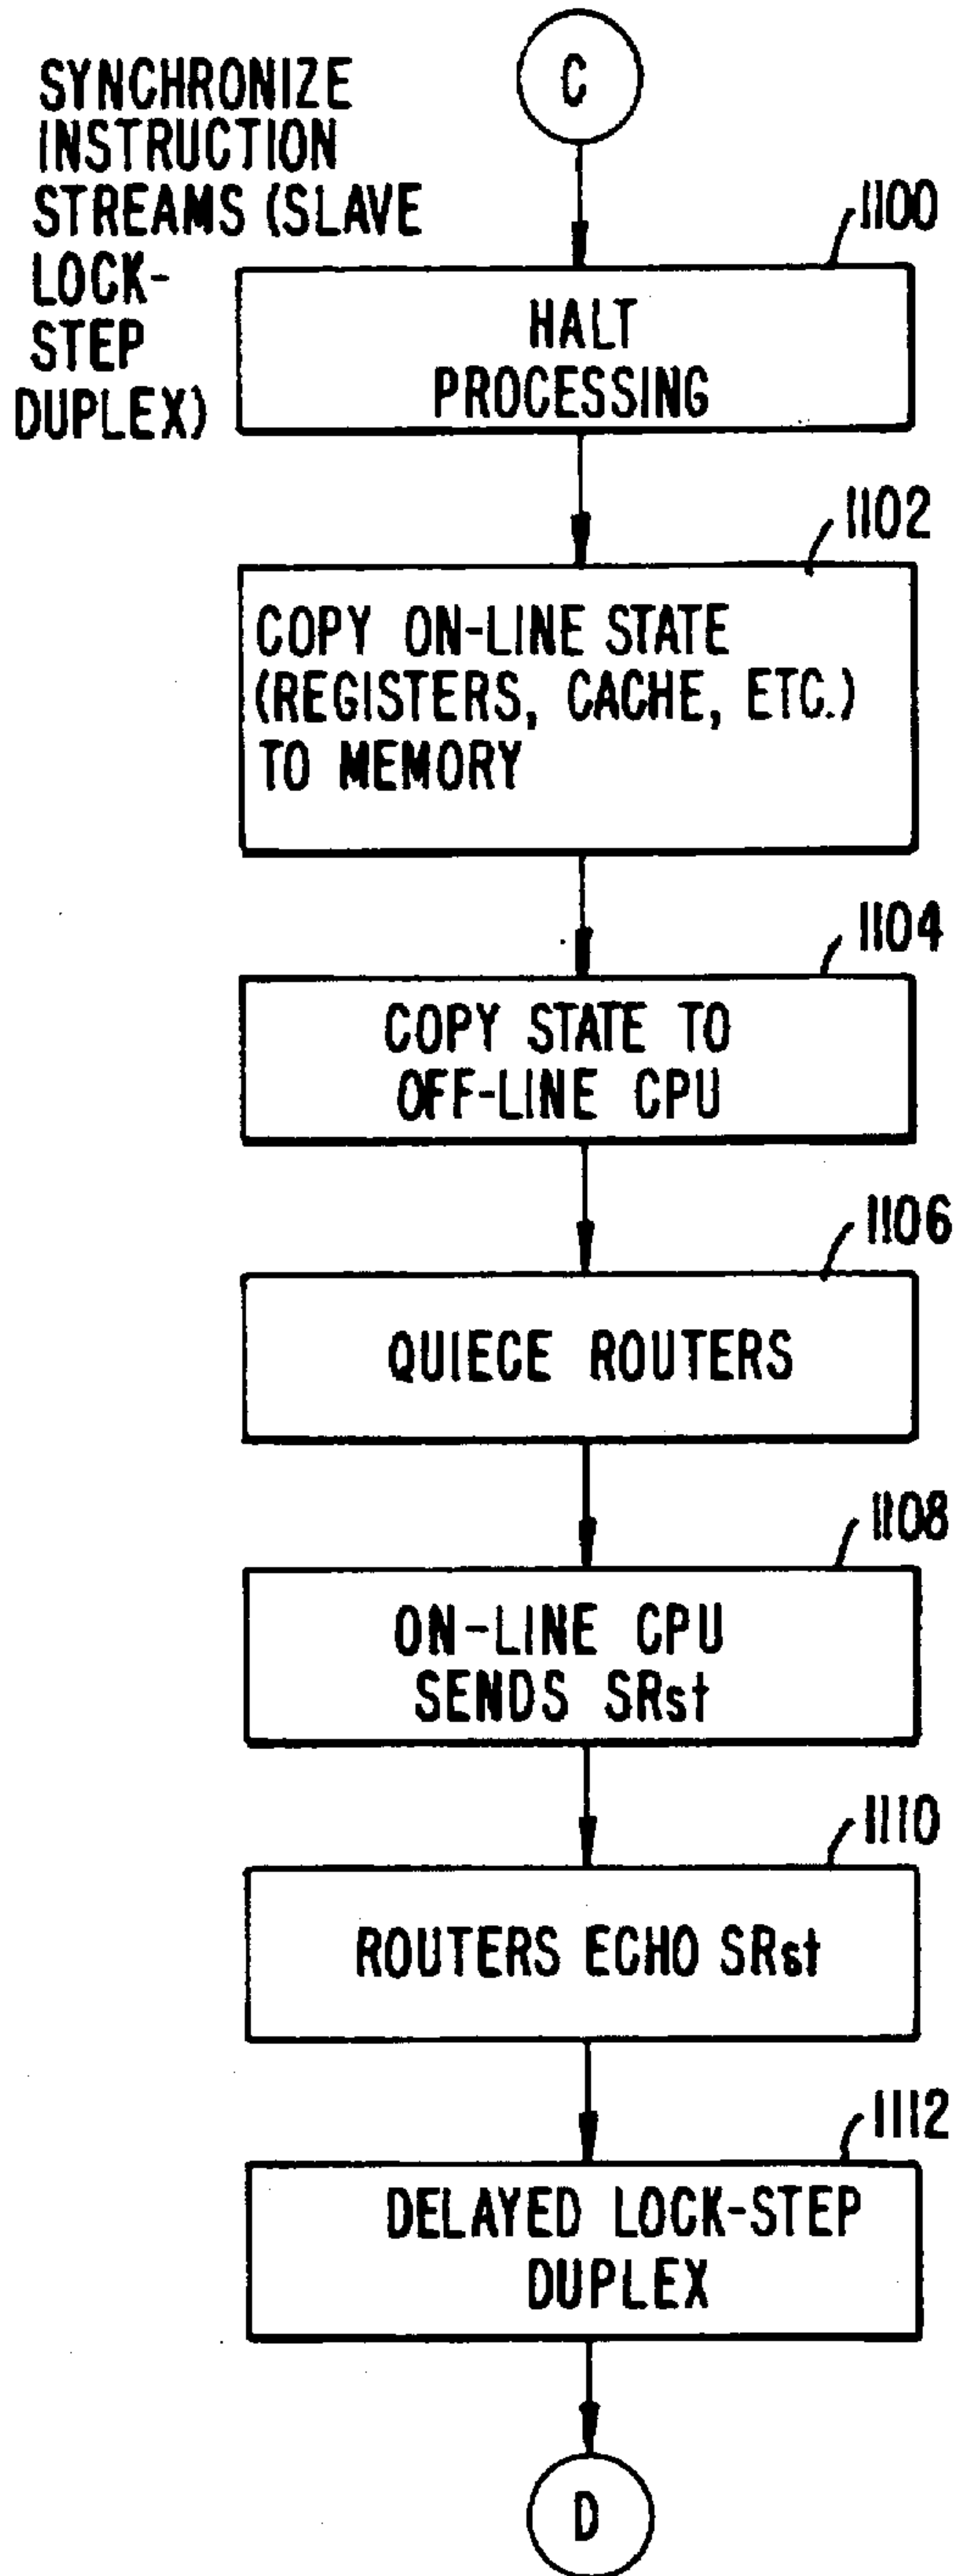 C
SYNCHRONIZE
INSTRUCTION
STREAMS (SLAVE
LOCK-
STEP
DUPLEX)
1100
HALT
PROCESSING
1102
COPY ON-LINE STATE
(REGISTERS, CACHE, ETC.)
TO MEMORY
1104
COPY STATE TO
OFF-LINE CPU
1106
QUIECE ROUTERS
1108
ON-LINE CPU
SENDS SRst
1110
ROUTERS ECHO SRst
1112
DELAYED LOCK-STEP
DUPLEX
D